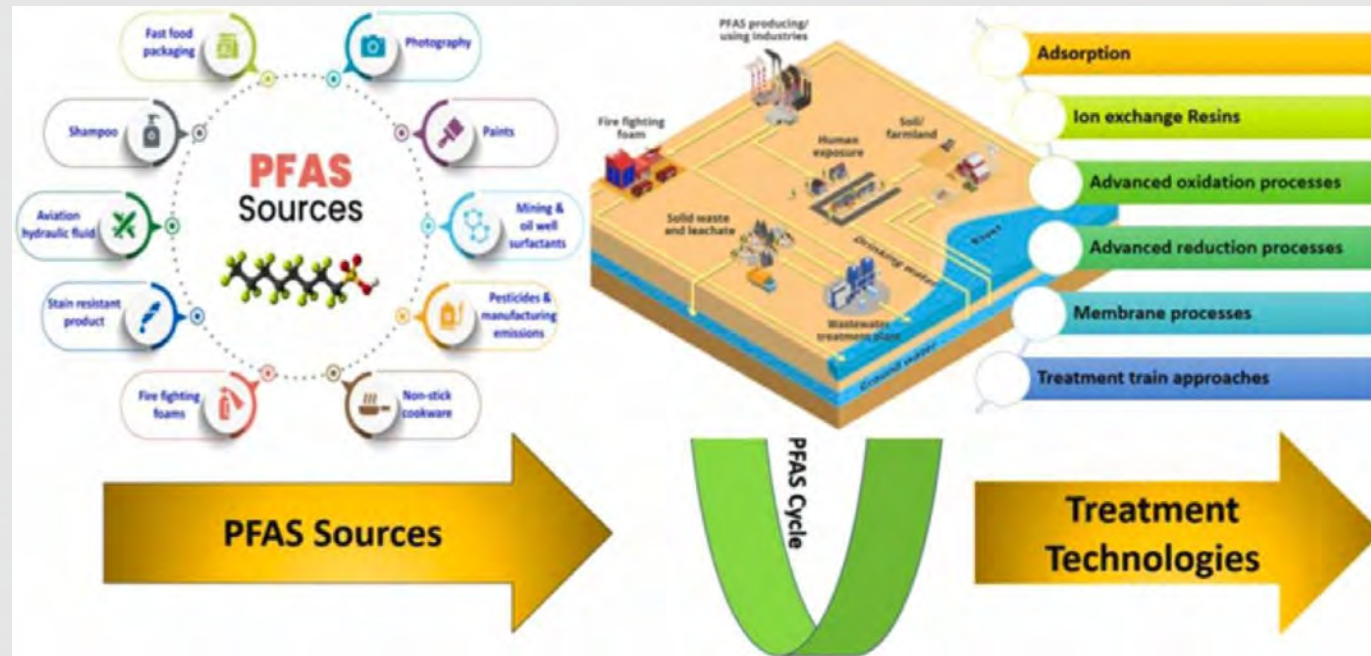 Fast food
packaging
Photography
Shampoo
Paints
PFAS
Sources
Aviation
hydraulic fluid
Mining &
oil well
surfactants
Stain resistant
product
Pesticides &
manufacturing
emissions
Fire fighting
foams
Non-stick
cookware
PFAS producing/
using industries
Fire fighting
foam
Human
exposure
Soil/
farmland
Solid waste
and leachate
Drinking water
River
Wastewater
treatment plant
Ground water
Adsorption
Ion exchange Resins
Advanced oxidation processes
Advanced reduction processes
Membrane processes
Treatment train approaches
PFAS Sources
PFAS Cycle
Treatment
Technologies